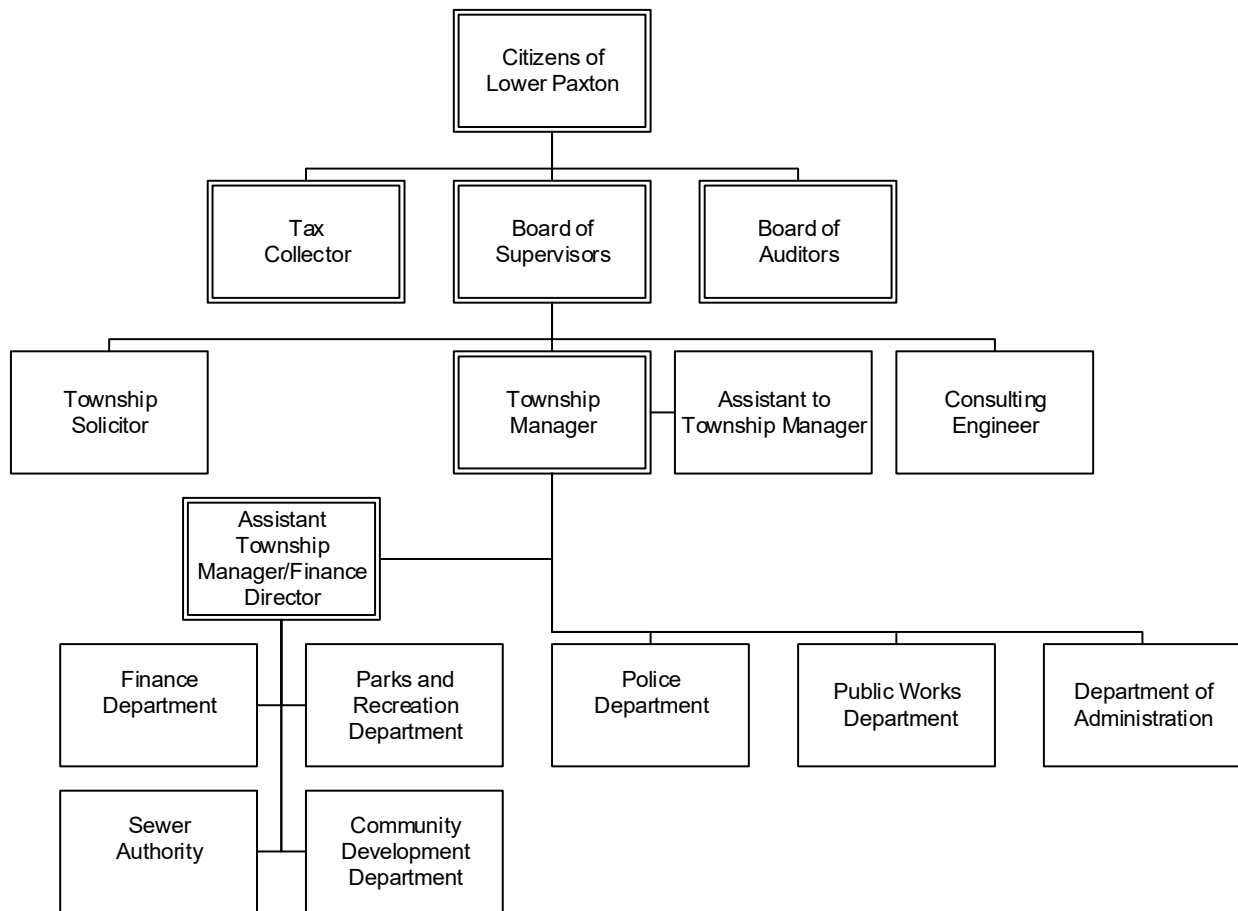 Citizens of
Lower Paxton
Tax
Collector
Board of
Supervisors
Board of
Auditors
Township
Solicitor
Township
Manager
Assistant to
Township Manager
Consulting
Engineer
Assistant
Township
Manager/Finance
Director
Finance
Department
Parks and
Recreation
Department
Police
Department
Public Works
Department
Department of
Administration
Sewer
Authority
Community
Development
Department